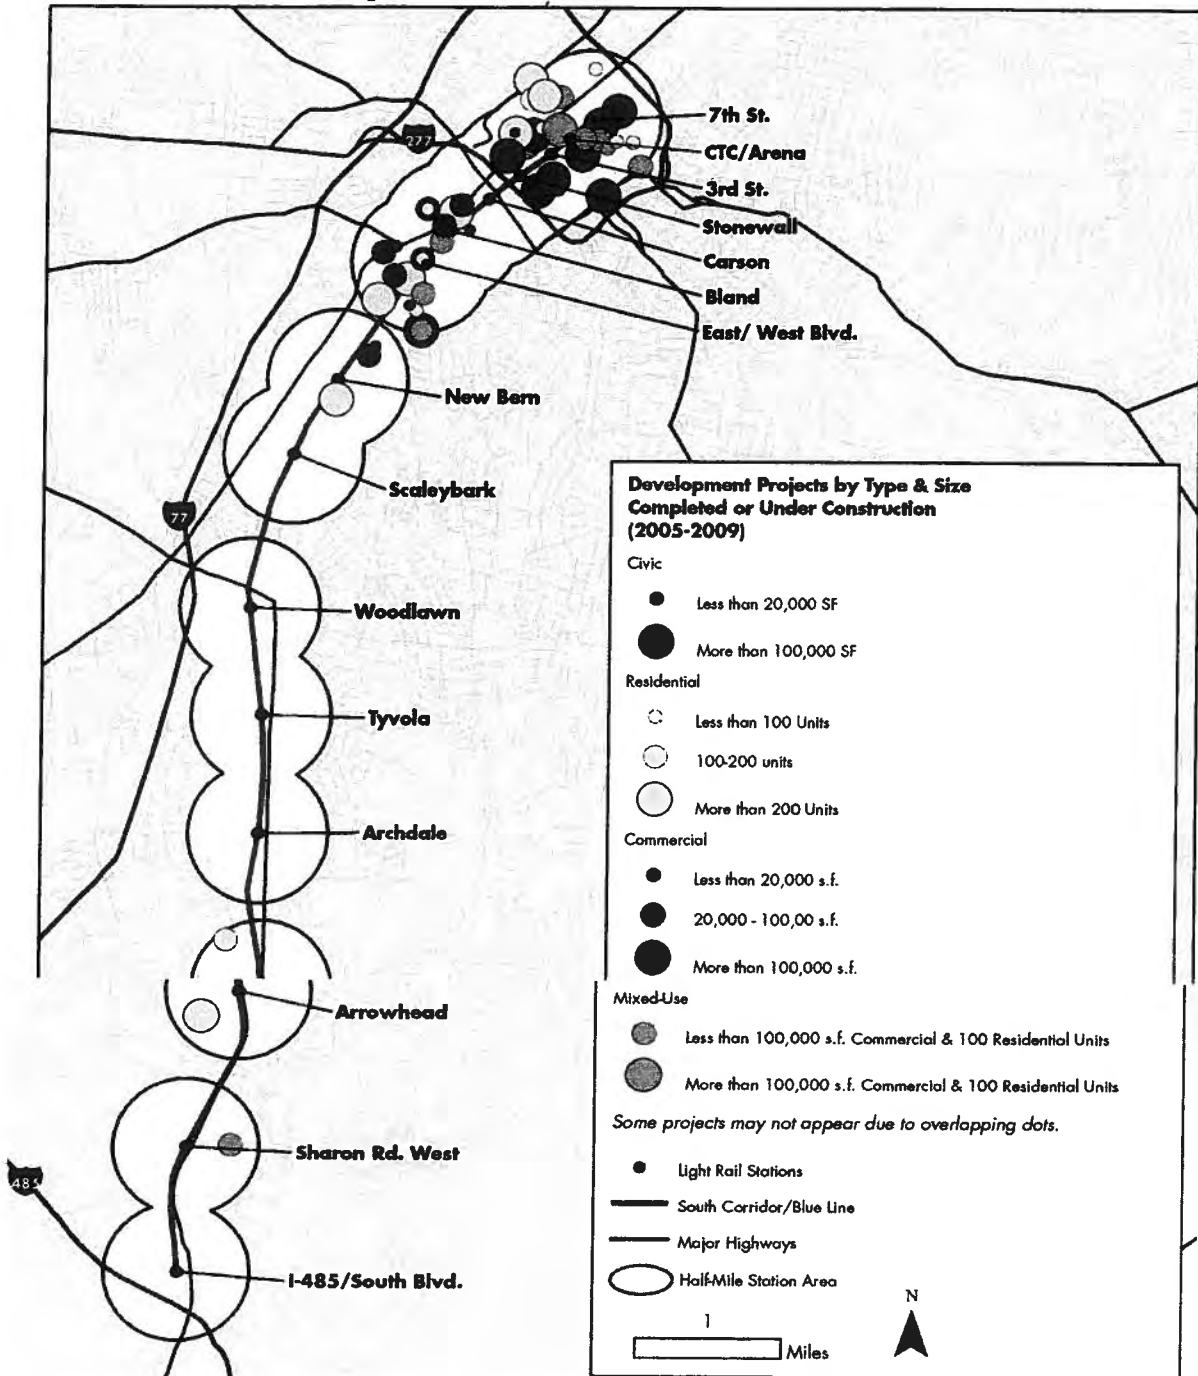 277
7th St.
CTC/Arena
3rd St.
Stonewall
Carson
Bland
East/ West Blvd.
New Bern
Scaleybark
77
Woodlawn
Tyvola
Archdale
Arrowhead
Sharon Rd. West
485
I-485/South Blvd.
Development Projects by Type & Size
Completed or Under Construction
(2005-2009)
Civic
Less than 20,000 SF
More than 100,000 SF
Residential
Less than 100 Units
100-200 units
More than 200 Units
Commercial
Less than 20,000 s.f.
20,000 - 100,00 s.f.
More than 100,000 s.f.
Mixed-Use
Less than 100,000 s.f. Commercial & 100 Residential Units
More than 100,000 s.f. Commercial & 100 Residential Units
Some projects may not appear due to overlapping dots.
Light Rail Stations
South Corridor/Blue Line
Major Highways
Half-Mile Station Area
N
1
Miles